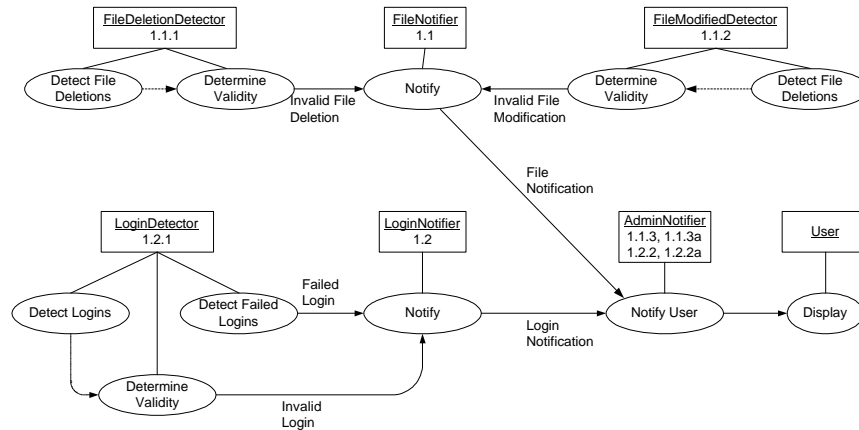 FileDeletionDetector
1.1.1
FileNotifier
1.1
FileModifiedDetector
1.1.2
Detect File
Deletions
Determine
Validity
Notify
Determine
Validity
Detect File
Deletions
Invalid File
Deletion
Invalid File
Modification
File
Notification
LoginDetector
1.2.1
LoginNotifier
1.2
AdminNotifier
1.1.3, 1.1.3a
1.2.2, 1.2.2a
User
Detect Logins
Detect Failed
Logins
Failed
Login
Notify
Login
Notification
Notify User
Display
Determine
Validity
Invalid
Login